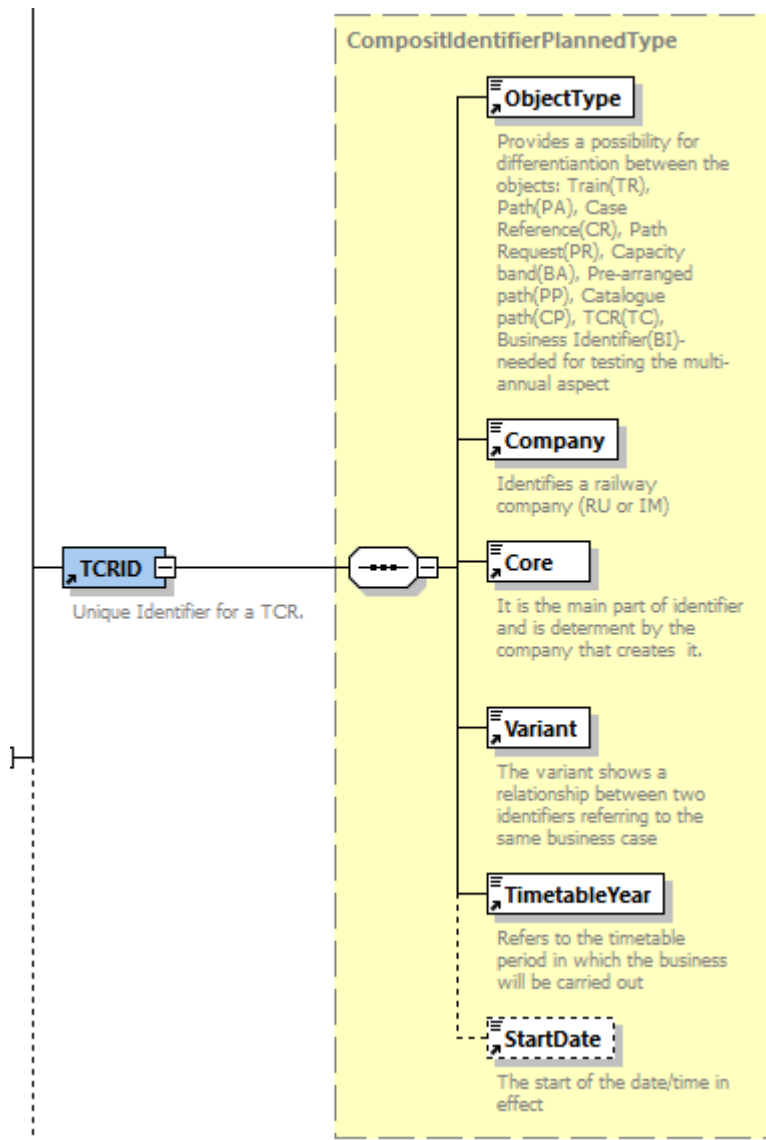 CompositIdentifierPlannedType
ObjectType
Provides a possibility for
differentiantion between the
objects: Train(TR),
Path(PA), Case
Reference(CR), Path
Request(PR), Capacity
band(BA), Pre-arranged
path(PP), Catalogue
path(CP), TCR(TC),
Business Identifier(BI)-
needed for testing the multi-
annual aspect
Company
Identifies a railway
company (RU or IM)
TCRID
Unique Identifier for a TCR.
Core
It is the main part of identifier
and is determent by the
company that creates  it.
Variant
The variant shows a
relationship between two
identifiers referring to the
same business case
TimetableYear
Refers to the timetable
period in which the business
will be carried out
StartDate
The start of the date/time in
effect